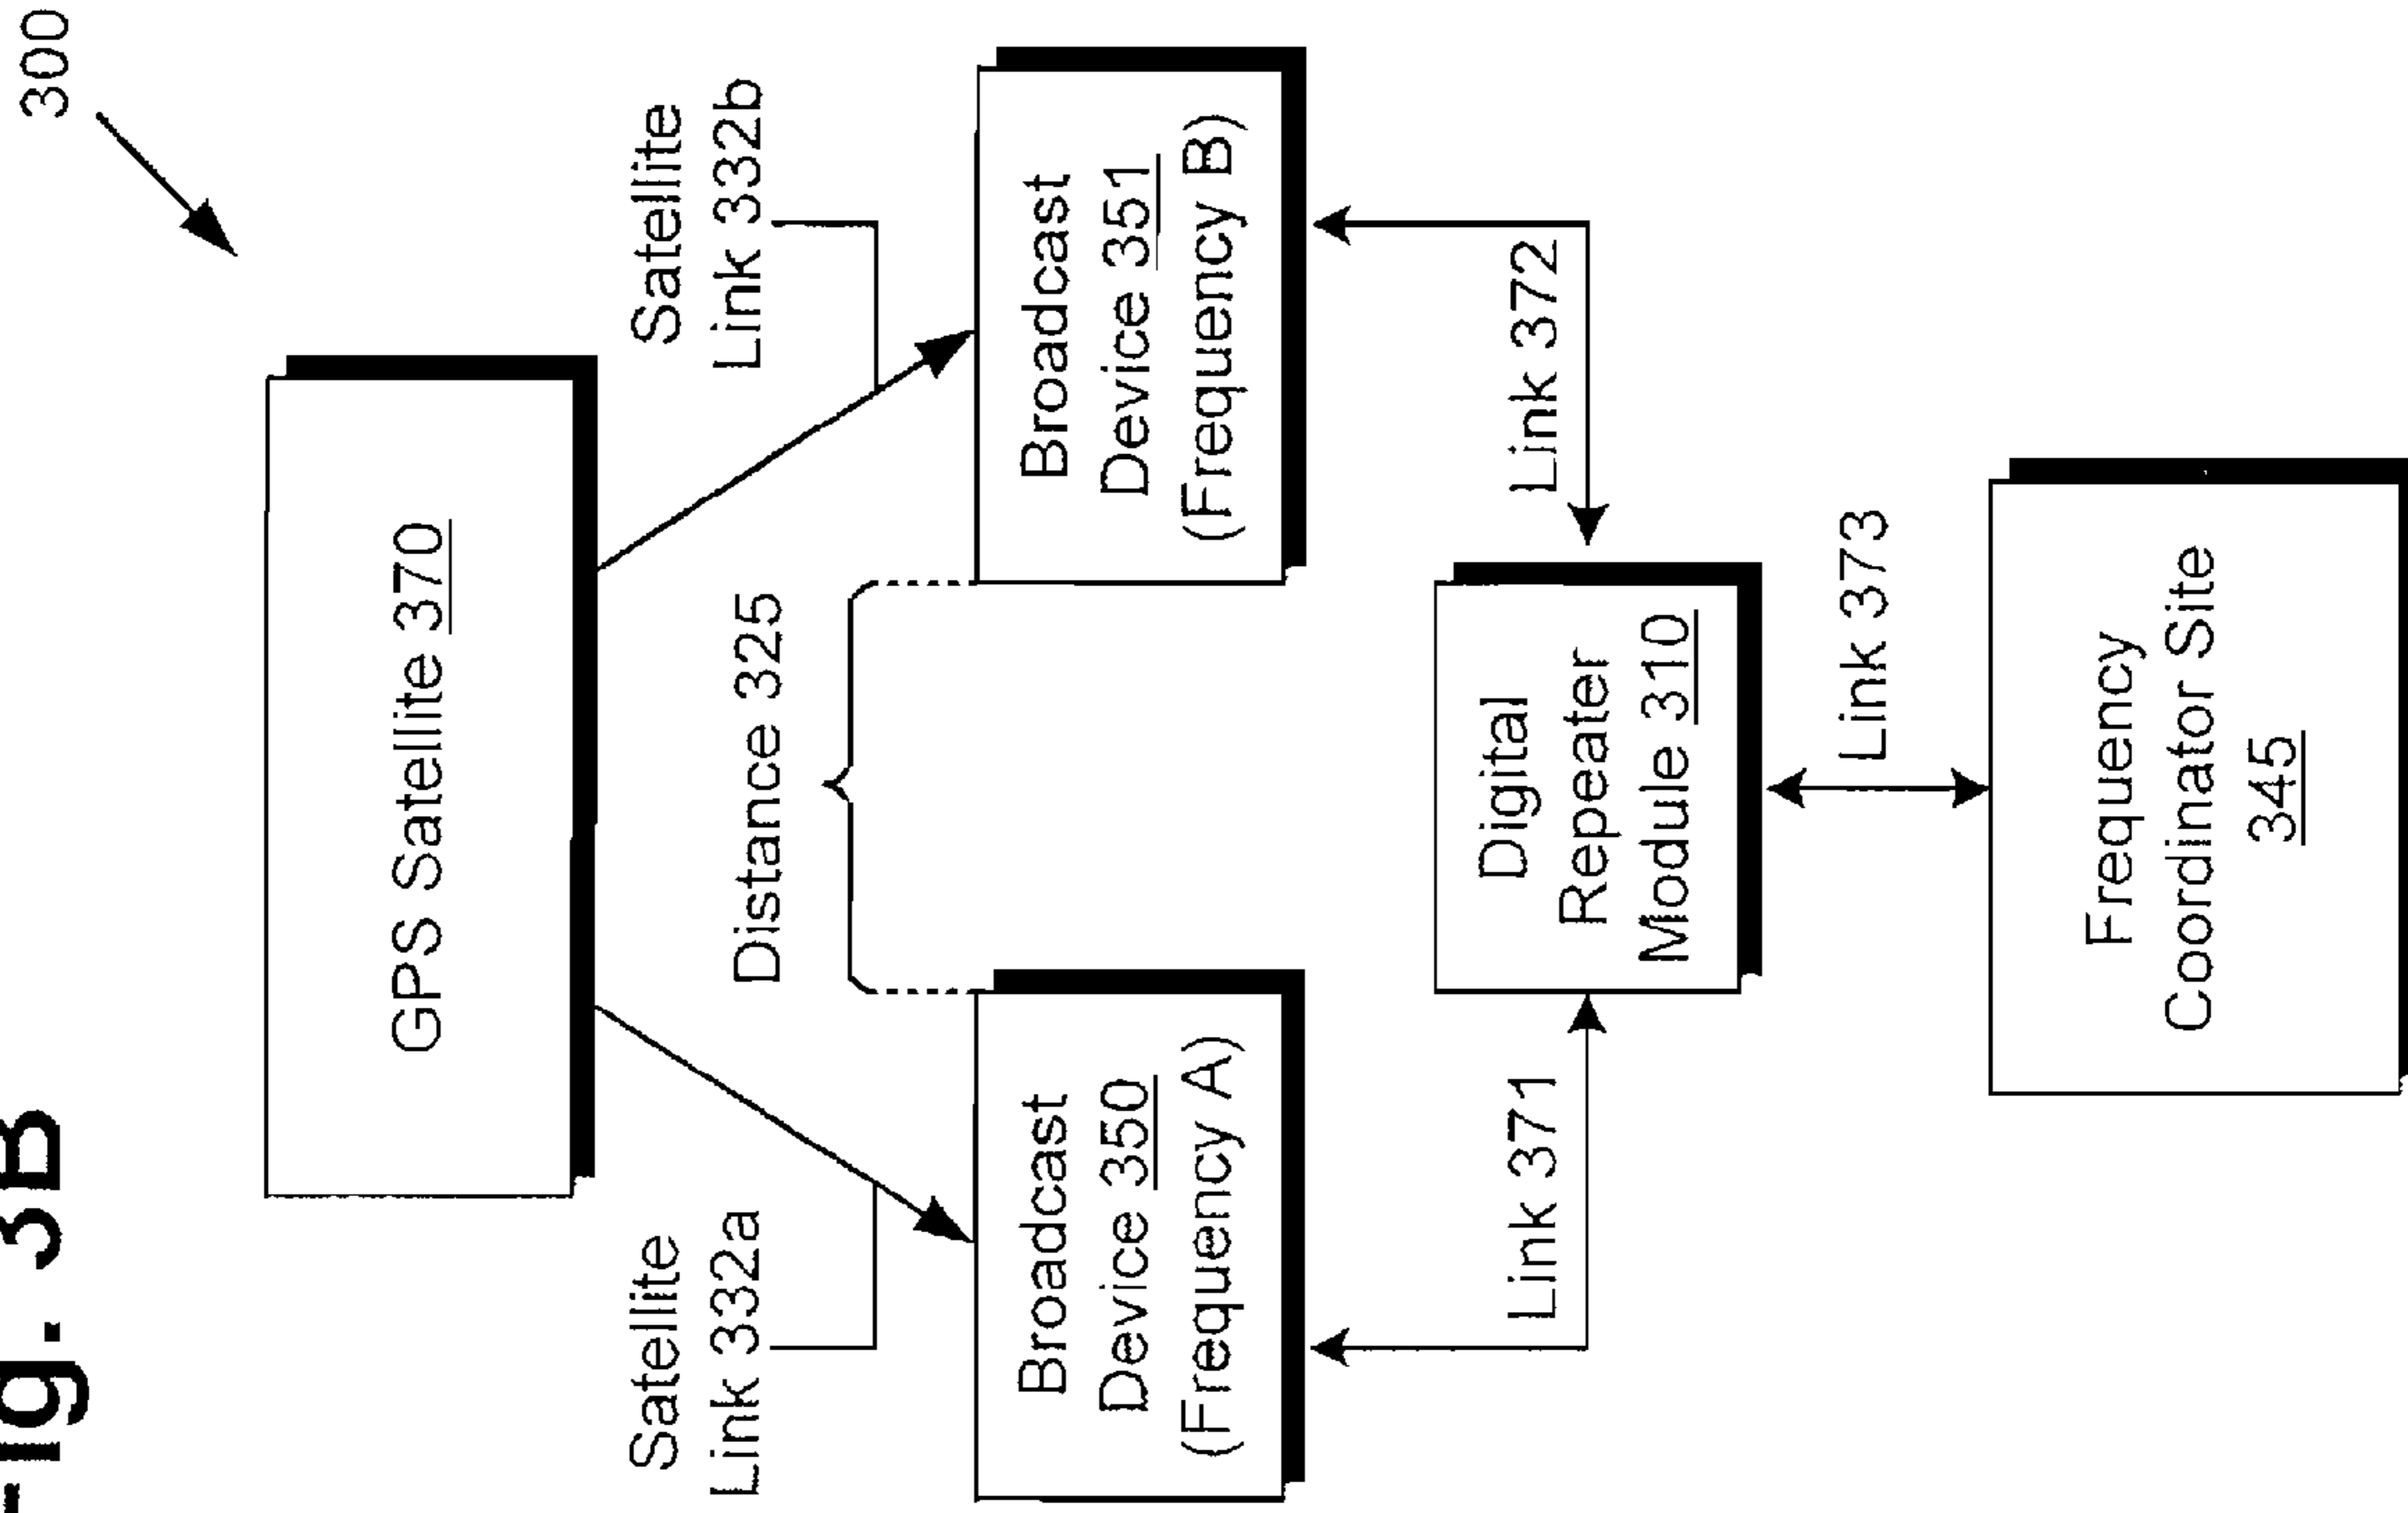 Fig. 3B
300
GPS Satellite 370
Satellite
Link 332a
Distance 325
Satellite
Link 332b
Broadcast
Device 350
(Frequency A)
Broadcast
Device 351
(Frequency B)
Link 371
Digital
Repeater
Module 310
Link 372
Link 373
Frequency
Coordinator Site
345